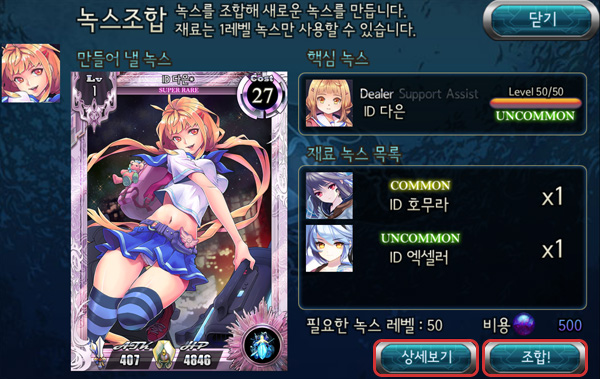 녹스조합
녹스를 조합해 새로운 녹스를 만듭니다.
재료는 1레벨 녹스만 사용할 수 있습니다.
닫기
만들어 낼 녹스
핵심 녹스
Lv
1
ID 다은+
SUPER RARE
Cost
27
Dealer Support Assist
Level 50/50
ID 다은
UNCOMMON
재료 녹스 목록
COMMON
ID 호무라
x1
UNCOMMON
ID 엑셀러
x1
ATK
407
HP
4846
필요한 녹스 레벨 : 50
비용
500
상세보기
조합!